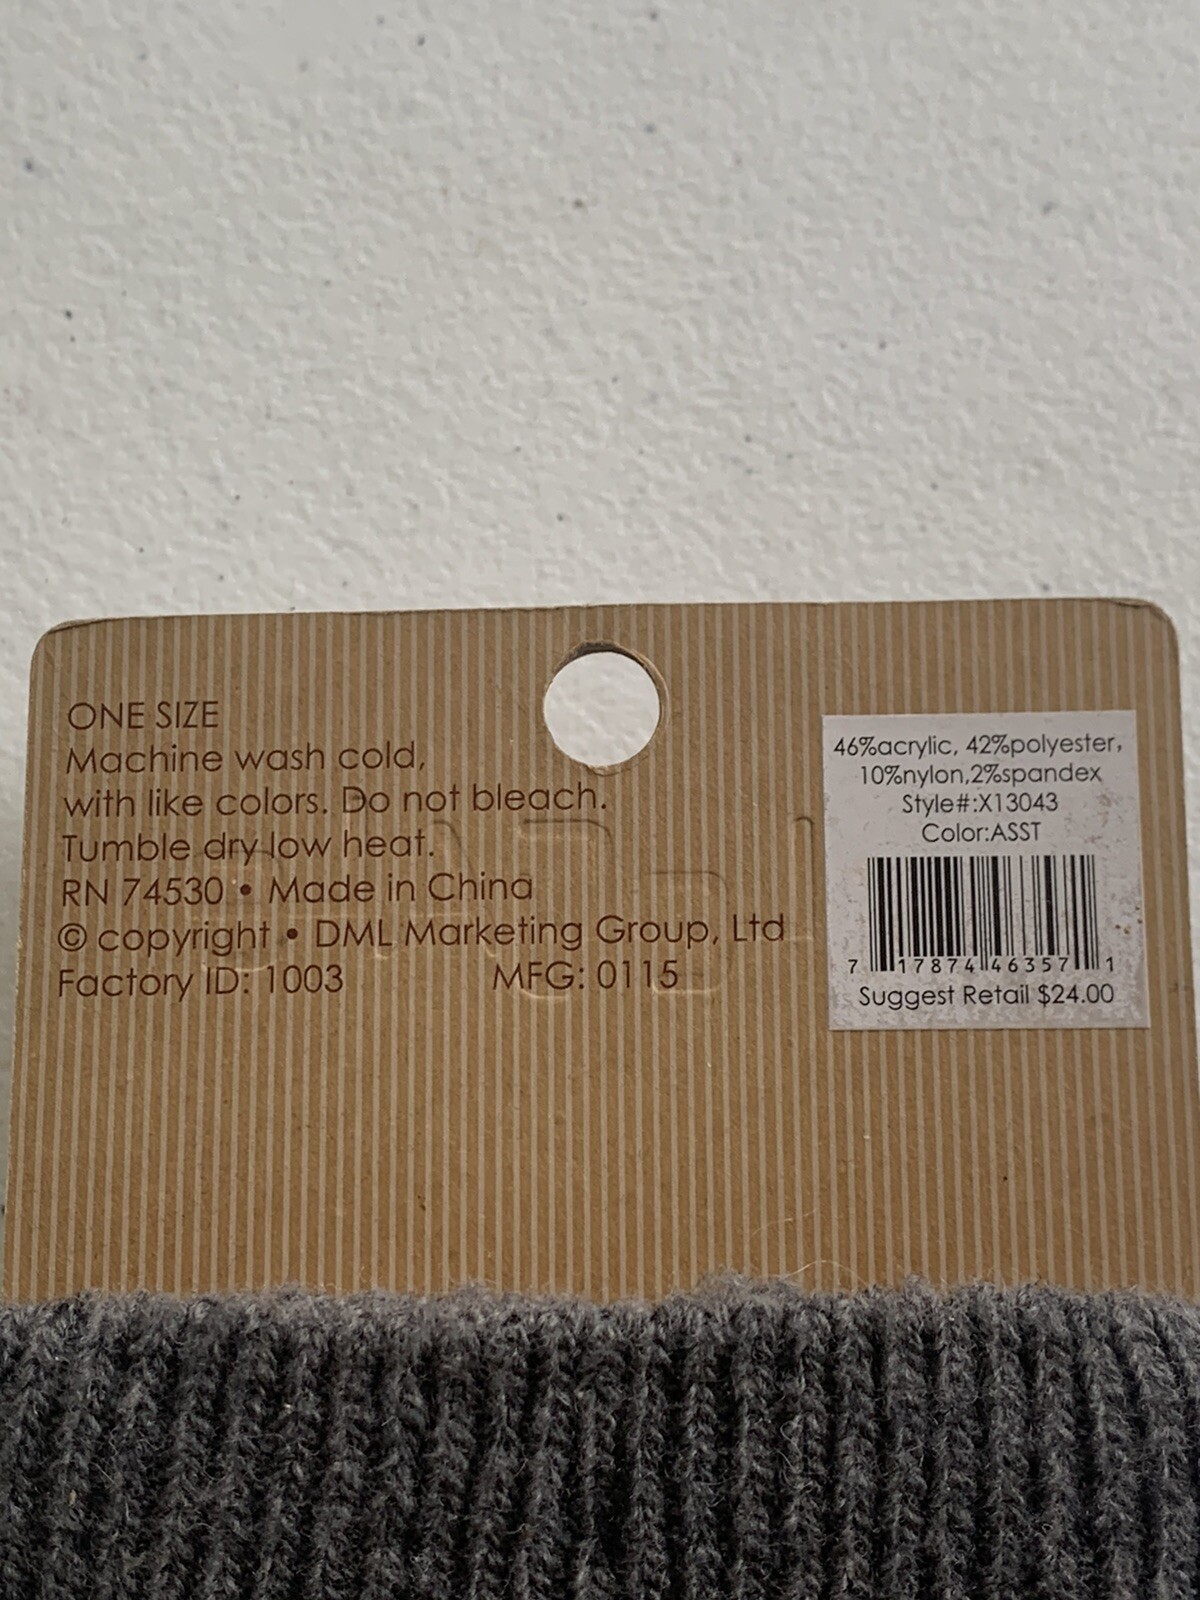 ONE SIZE
Machine wash cold,
with like colors. Do not bleach.
Tumble dry low heat.
RN 74530 • Made in China
© copyright • DML Marketing Group, Ltd
Factory ID: 1003 MFG: 0115
46%acrylic, 42%polyester,
10%nylon,2%spandex
Style#:X13043
Color:ASST
7 17874 46357 1
Suggest Retail $24.00